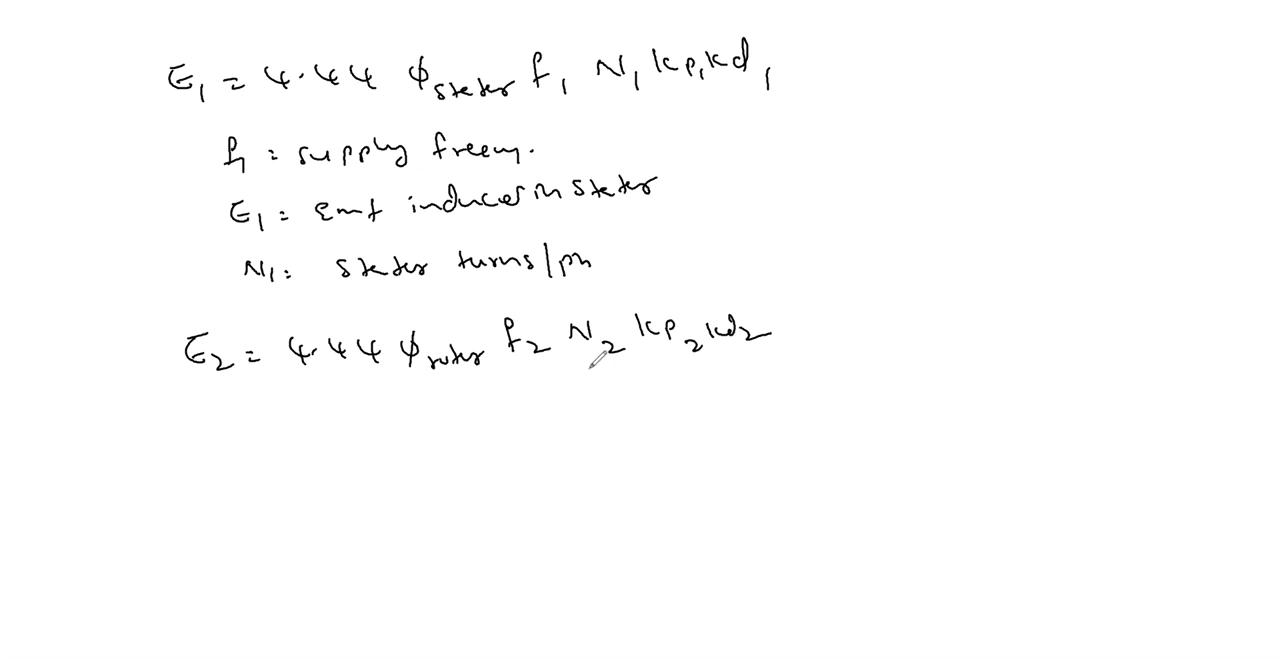 E₁ = 4.44 ϕstator f₁ N₁ kp₁ kd₁
f₁ = supply freqn.
E₁ = Emf induced in stator
N₁ = stator turns/ph
E₂ = 4.44 ϕrotor f₂ N₂ kp₂ kd₂